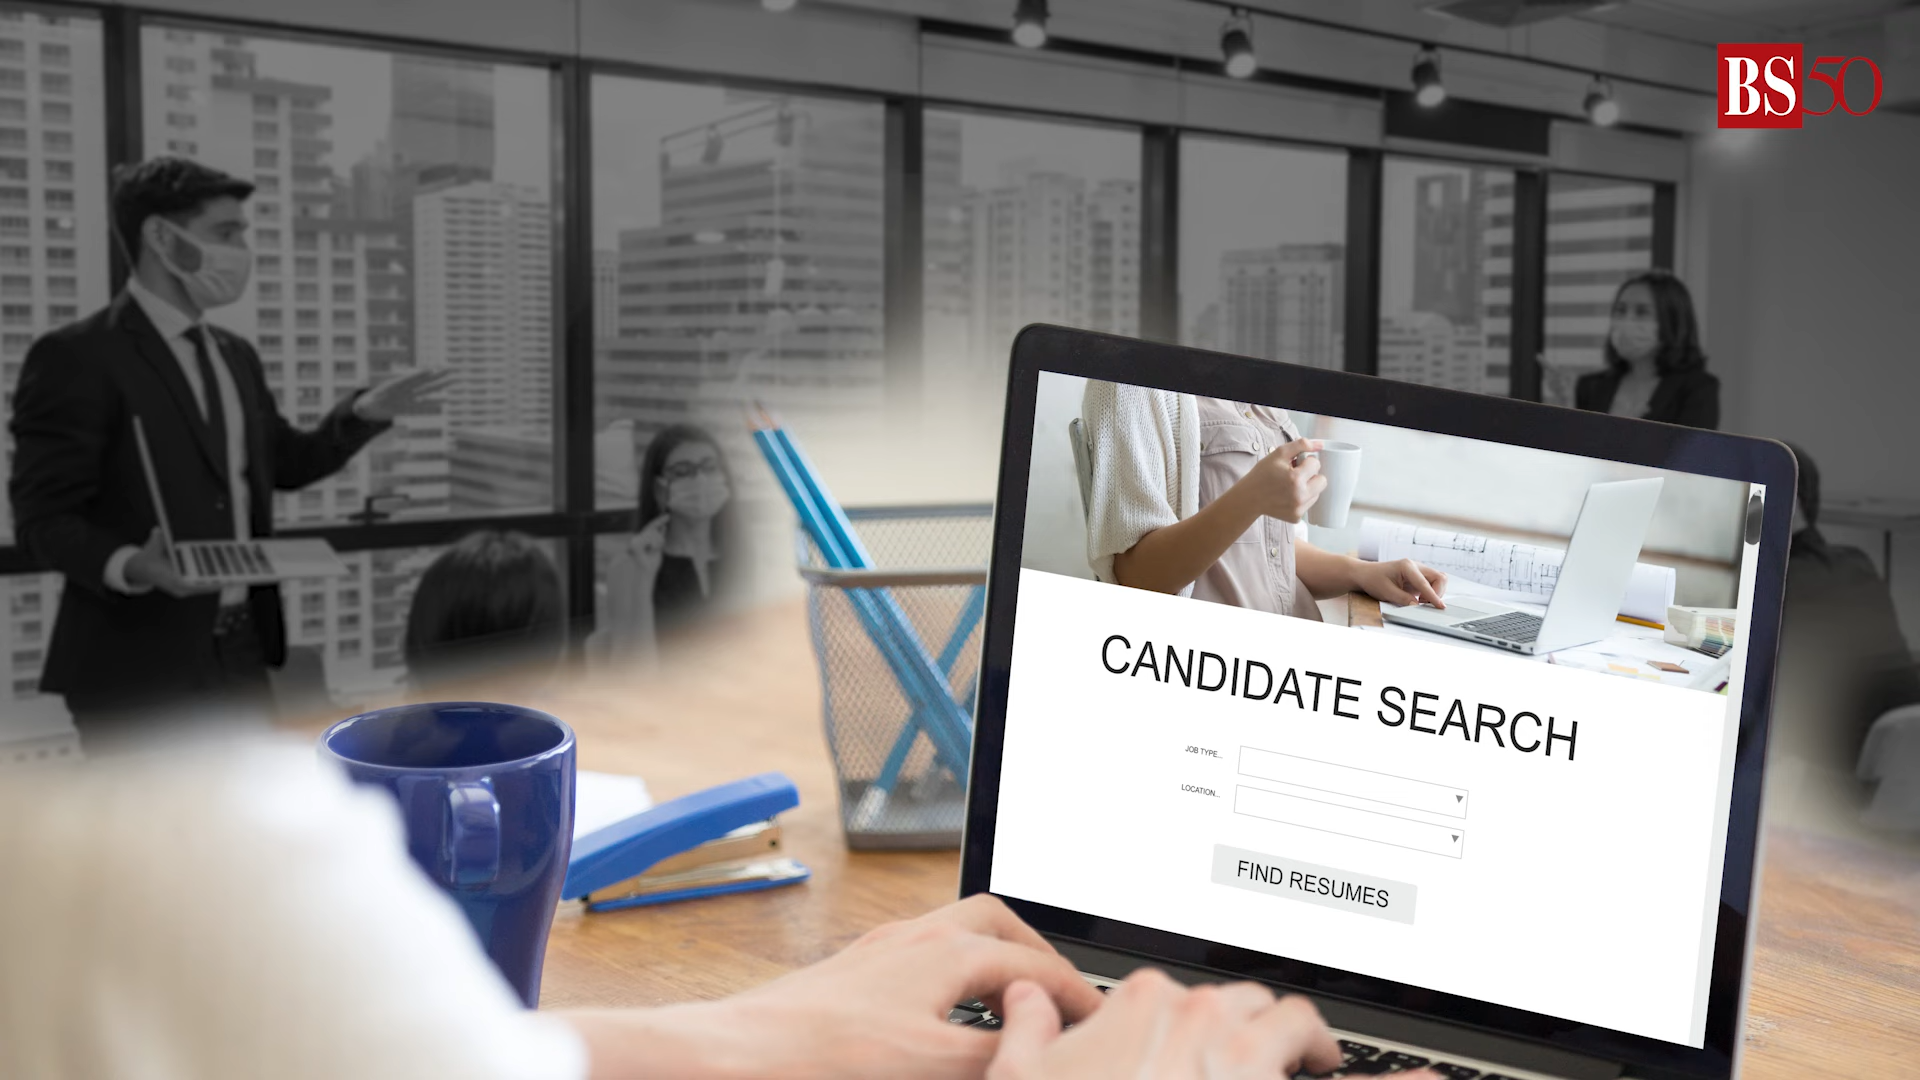 BS50
CANDIDATE SEARCH
JOB TYPE...
LOCATION...
FIND RESUMES